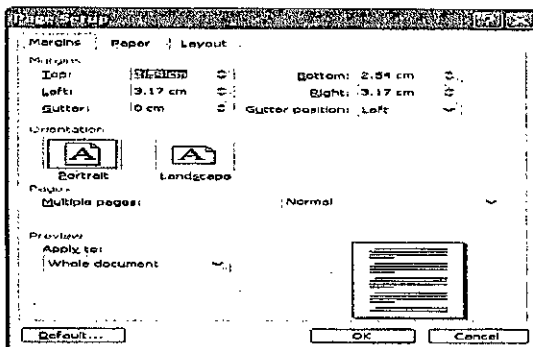 Page Setup
Margins Paper Layout
Margins
Top: Bottom: 2.54 cm
Left: 3.17 cm Right: 3.17 cm
Gutter: 0 cm Gutter position: Left
Orientation
Portrait Landscape
Pages
Multiple pages: Normal
Preview
Apply to:
Whole document
Default... OK Cancel